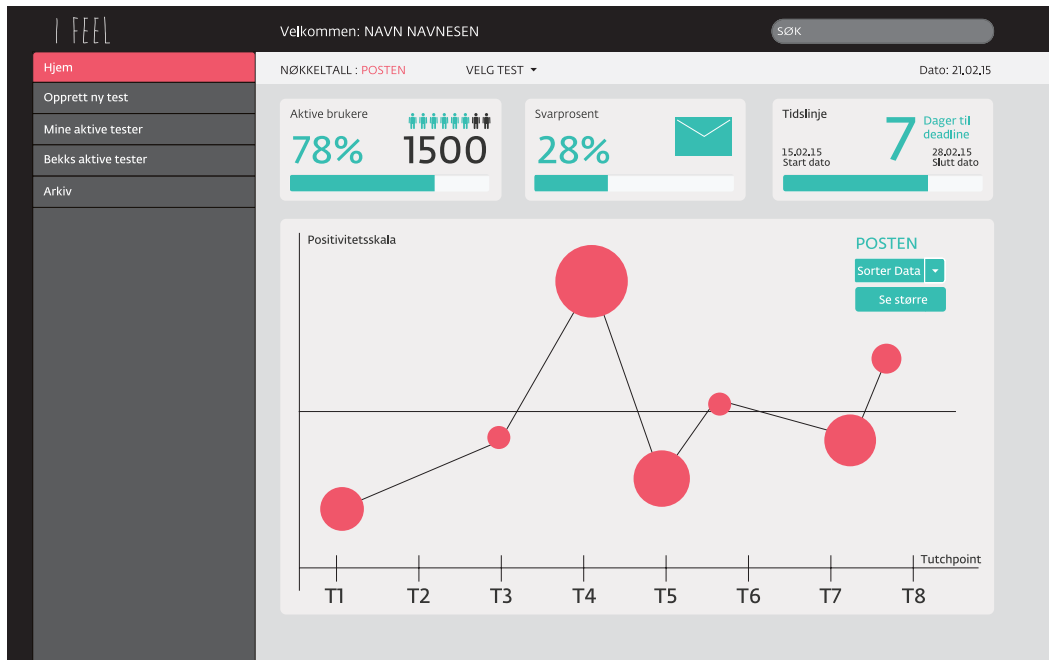 I FEEL
Velkommen: NAVN NAVNESEN
SØK
Hjem
Opprett ny test
Mine aktive tester
Bekks aktive tester
Arkiv
NØKKELTALL : POSTEN
VELG TEST
Dato: 21.02.15
Aktive brukere
78%
1500
Svarprosent
28%
Tidslinje
7
Dager til
deadline
15.02.15
Start dato
28.02.15
Slutt dato
Positivitetsskala
POSTEN
Sorter Data
Se større
Tutchpoint
T1 T2 T3 T4 T5 T6 T7 T8